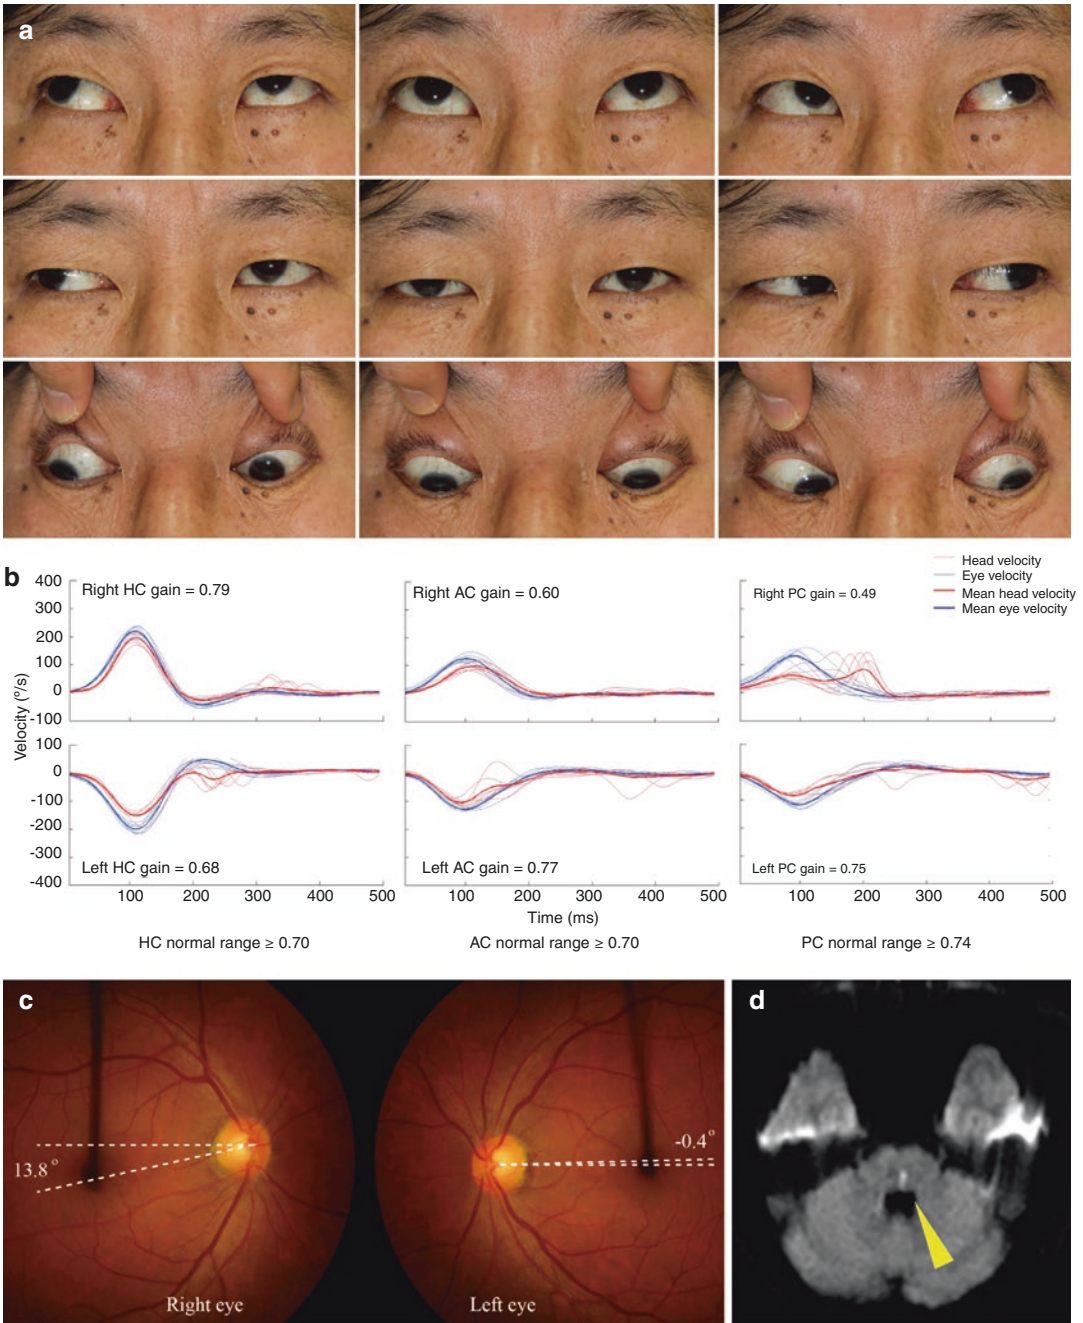 a
b
Head velocity
Eye velocity
Mean head velocity
Mean eye velocity
Right HC gain = 0.79
Right AC gain = 0.60
Right PC gain = 0.49
400
300
200
100
0
-100
Velocity (°/s)
100
0
-100
-200
-300
-400
Left HC gain = 0.68
Left AC gain = 0.77
Left PC gain = 0.75
100 200 300 400 500 100 200 300 400 500 100 200 300 400 500
Time (ms)
HC normal range ≥ 0.70 AC normal range ≥ 0.70 PC normal range ≥ 0.74
c
d
13.8°
-0.4°
Right eye
Left eye